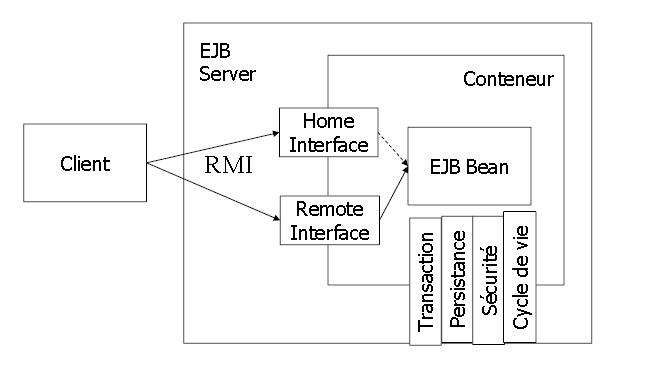 EJB
Server
Conteneur
Home
Interface
Client
RMI
EJB Bean
Remote
Interface
Transaction
Persistance
Sécurité
Cycle de vie